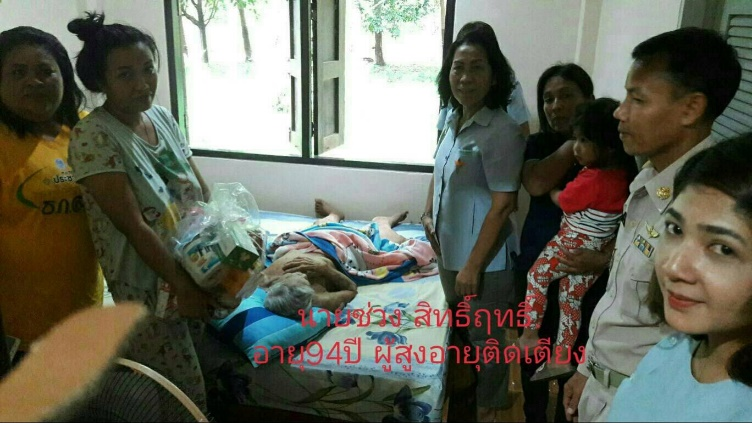 นายช่วง สิทธิ์ฤทธิ์
อายุ94ปี ผู้สูงอายุติดเตียง